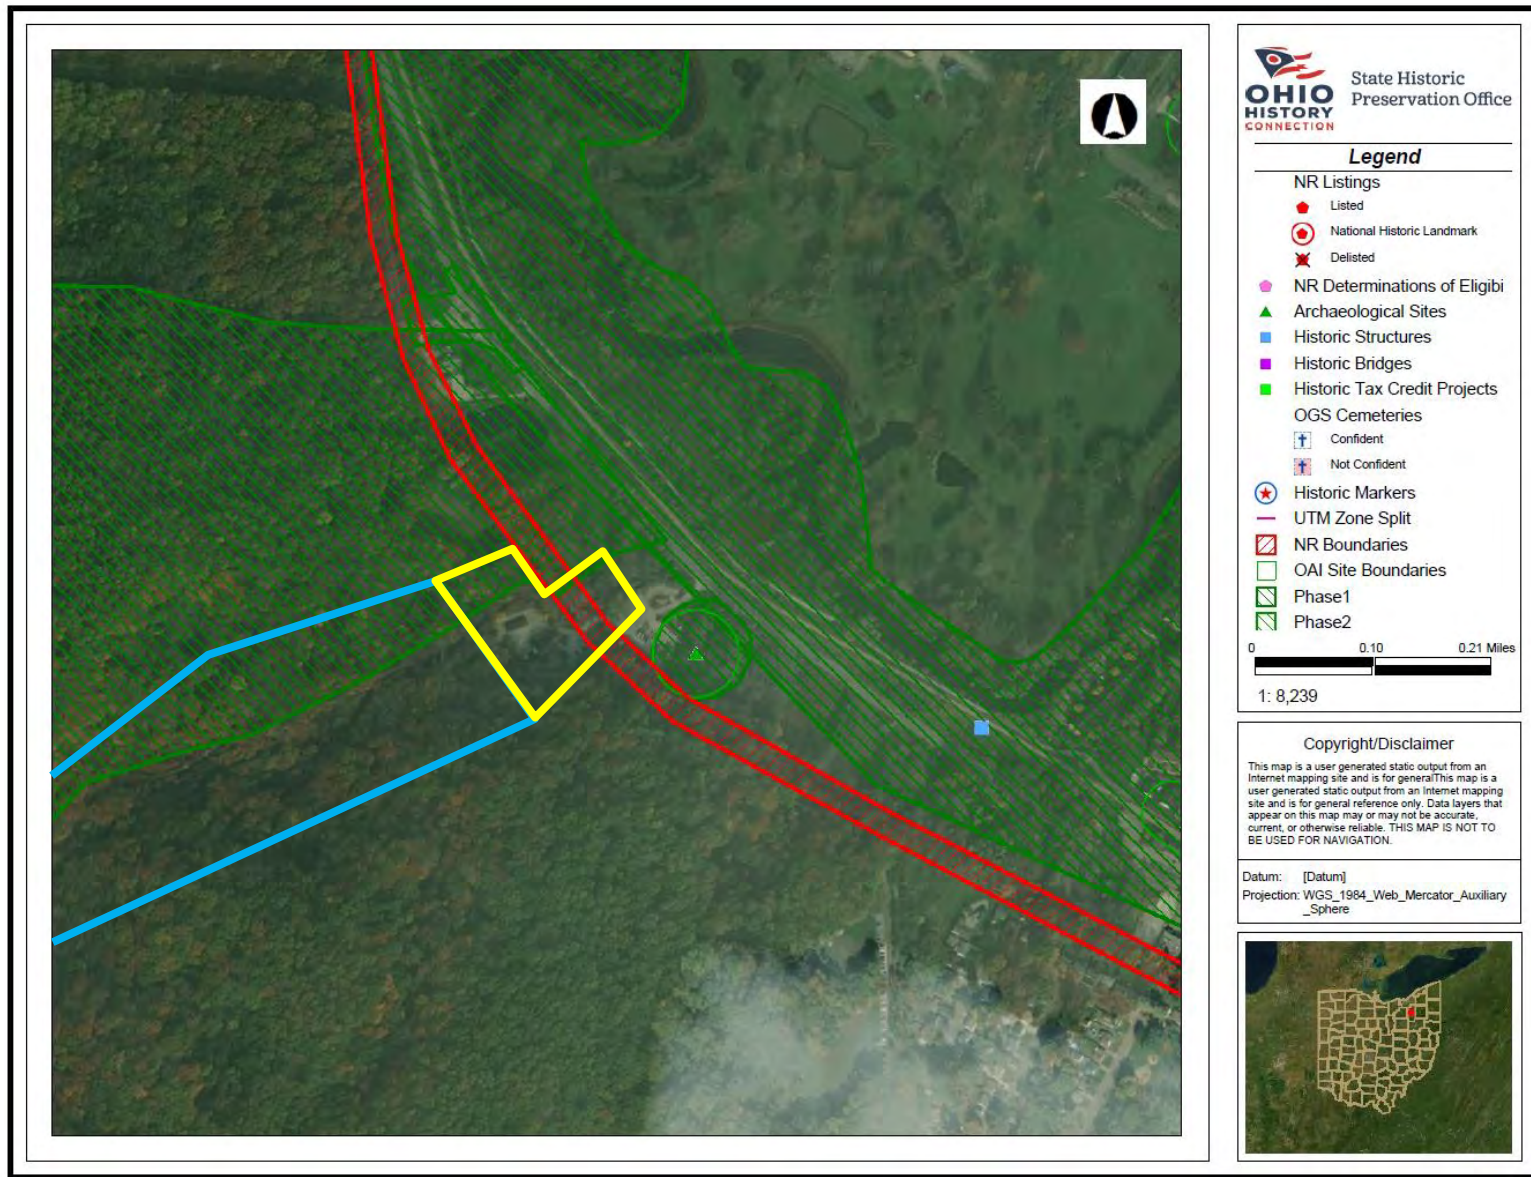 OHIO
HISTORY
CONNECTION
State Historic
Preservation Office
Legend
NR Listings
Listed
National Historic Landmark
Delisted
NR Determinations of Eligibi
Archaeological Sites
Historic Structures
Historic Bridges
Historic Tax Credit Projects
OGS Cemeteries
Confident
Not Confident
Historic Markers
UTM Zone Split
NR Boundaries
OAI Site Boundaries
Phase1
Phase2
0 0.10 0.21 Miles
1: 8,239
Copyright/Disclaimer
This map is a user generated static output from an
Internet mapping site and is for generalThis map is a
user generated static output from an Internet mapping
site and is for general reference only. Data layers that
appear on this map may or may not be accurate,
current, or otherwise reliable. THIS MAP IS NOT TO
BE USED FOR NAVIGATION.
Datum: [Datum]
Projection: WGS_1984_Web_Mercator_Auxiliary
_Sphere